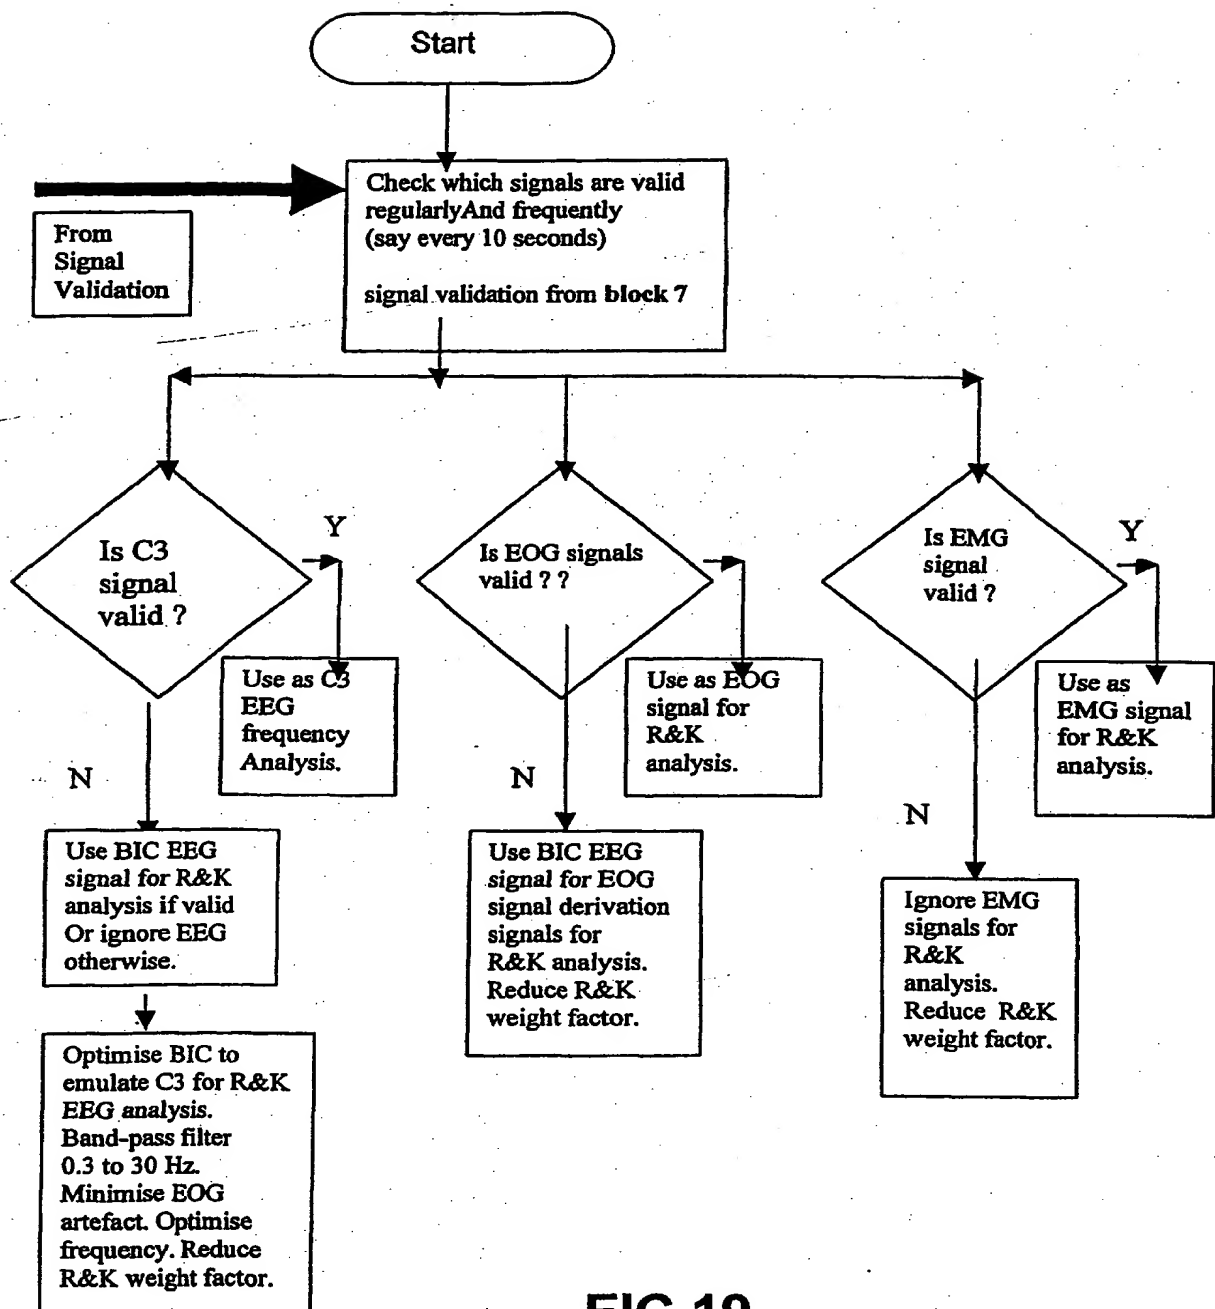 Start
Check which signals are valid
regularlyAnd frequently
(say every 10 seconds)
signal validation from block 7
From
Signal
Validation
Is C3
signal
valid ?
Y
Is EOG signals
valid ? ?
Is EMG
signal
valid ?
Y
Use as C3
EEG
frequency
Analysis.
Use as EOG
signal for
R&K
analysis.
Use as
EMG signal
for R&K
analysis.
N
N
N
Use BIC EEG
signal for R&K
analysis if valid
Or ignore EEG
otherwise.
Use BIC EEG
signal for EOG
signal derivation
signals for
R&K analysis.
Reduce R&K
weight factor.
Ignore EMG
signals for
R&K
analysis.
Reduce R&K
weight factor.
Optimise BIC to
emulate C3 for R&K
EEG analysis.
Band-pass filter
0.3 to 30 Hz.
Minimise EOG
artefact. Optimise
frequency. Reduce
R&K weight factor.